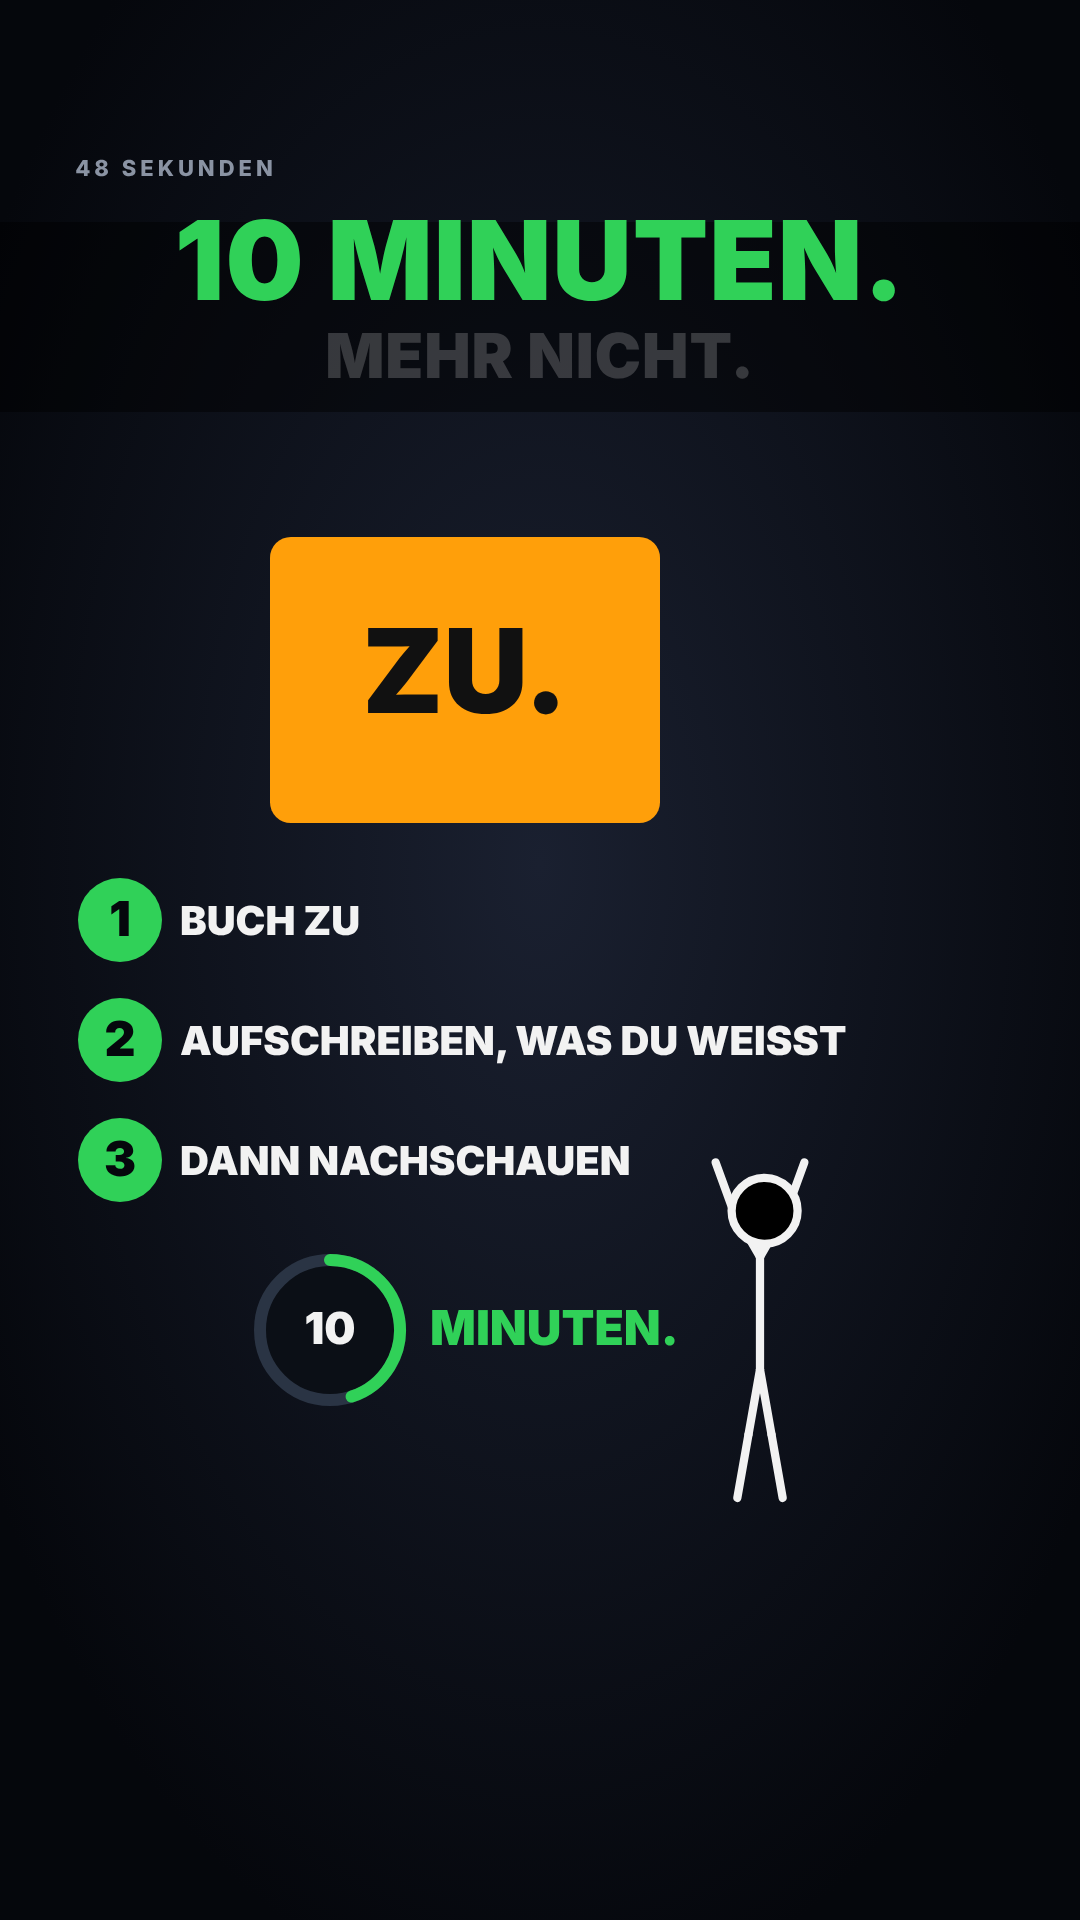 48 SEKUNDEN
10 MINUTEN.
MEHR NICHT.
ZU.
1 BUCH ZU
2 AUFSCHREIBEN, WAS DU WEISST
3 DANN NACHSCHAUEN
10 MINUTEN.